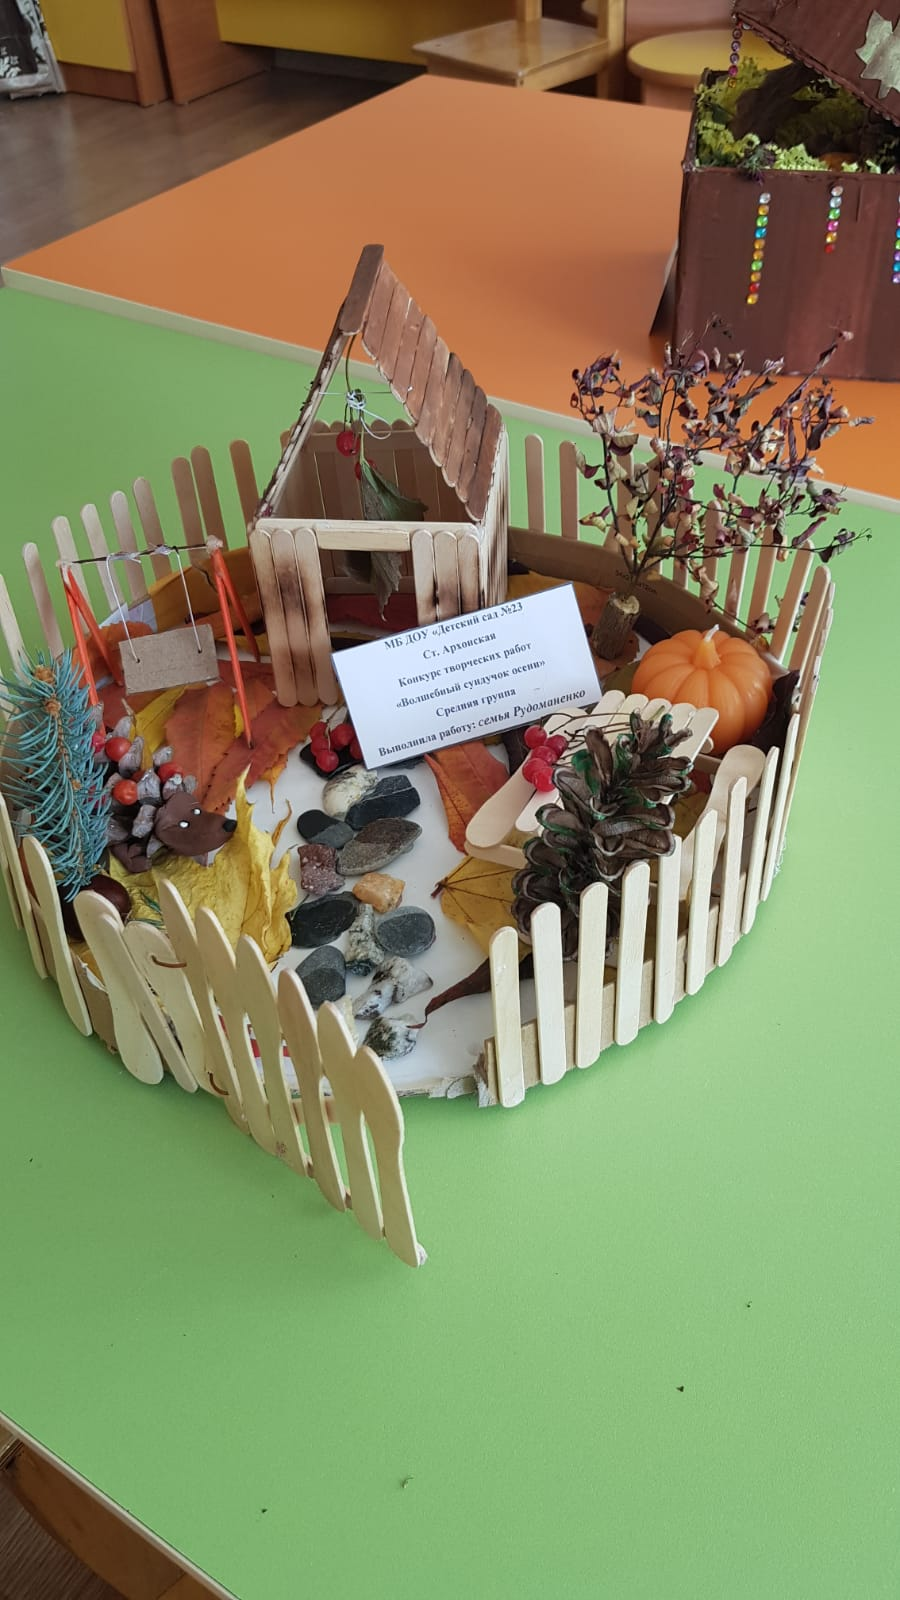 МБ ДОУ «Детский сад №23
Ст. Архонская
Конкурс творческих работ
«Волшебный сундучок осени»
Средняя группа
Выполнила работу: семья Рудоманенко